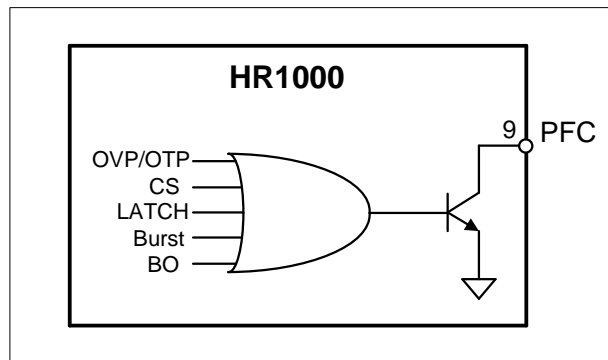 HR1000
9 PFC
OVP/OTP
CS
LATCH
Burst
BO